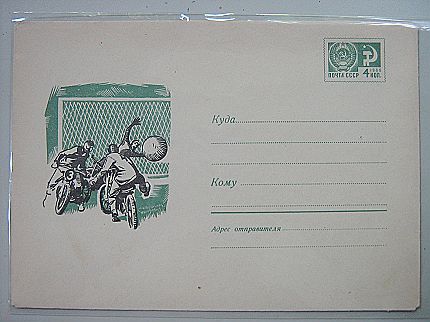 ПОЧТА СССР
4 КОП.
Куда
Кому
Адрес отправителя